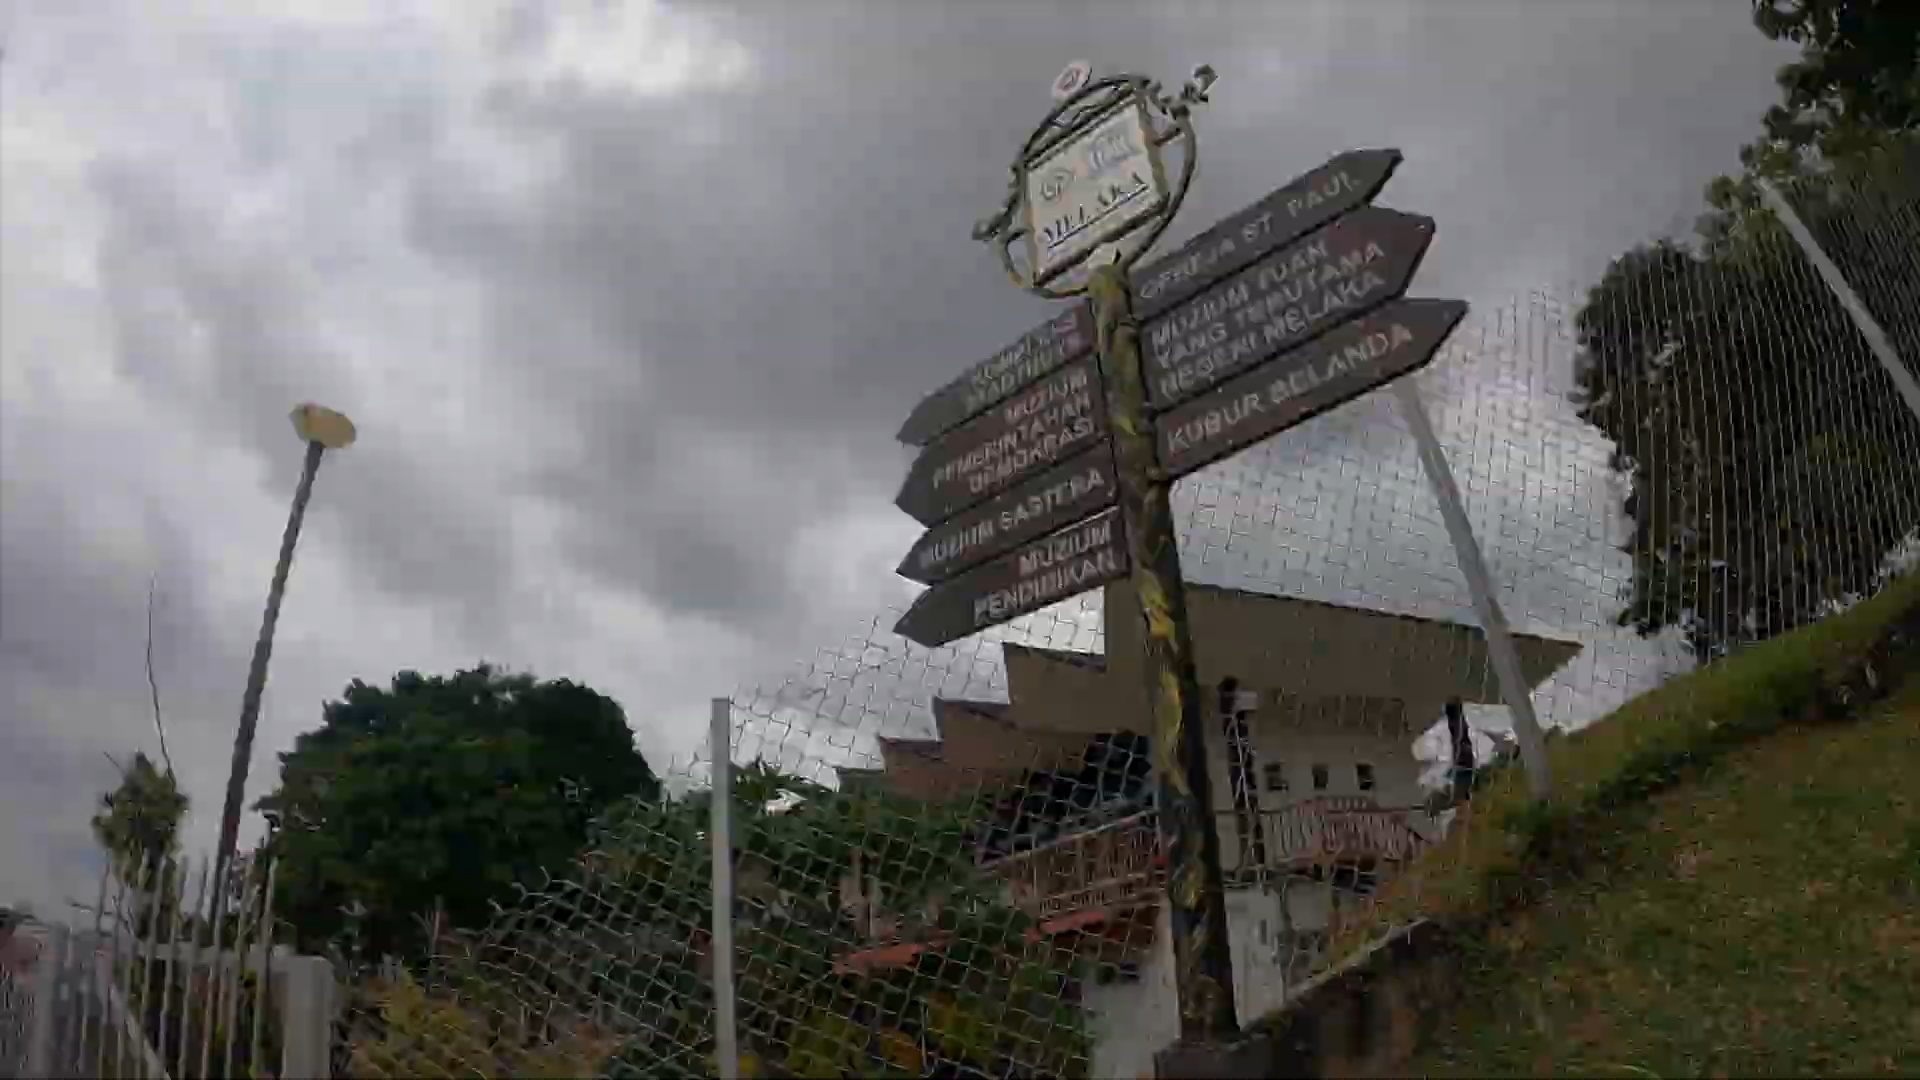 MELAKA
GEREJA ST PAUL
MUZIUM TUAN
YANG TERUTAMA
NEGERI MELAKA
KUBUR BELANDA
STADTHUYS
MUZIUM
PEMERINTAHAN
DEMOKRASI
MUZIUM SASTERA
MUZIUM
PENDIDIKAN